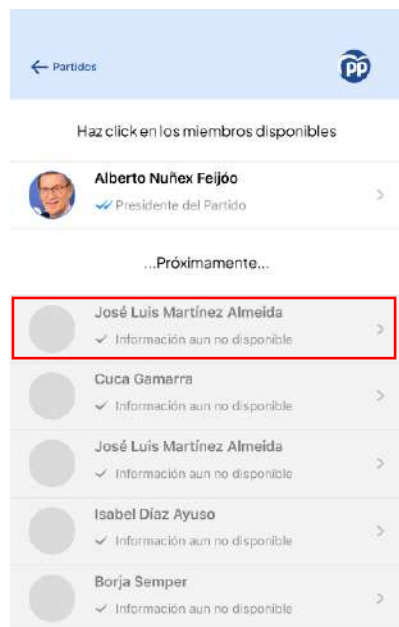 ← Partidos
PP
Haz click en los miembros disponibles
Alberto Nuñex Feijóo
Presidente del Partido
...Próximamente...
José Luis Martínez Almeida
Información aun no disponible
Cuca Gamarra
Información aun no disponible
José Luis Martínez Almeida
Información aun no disponible
Isabel Díaz Ayuso
Información aun no disponible
Borja Semper
Información aun no disponible